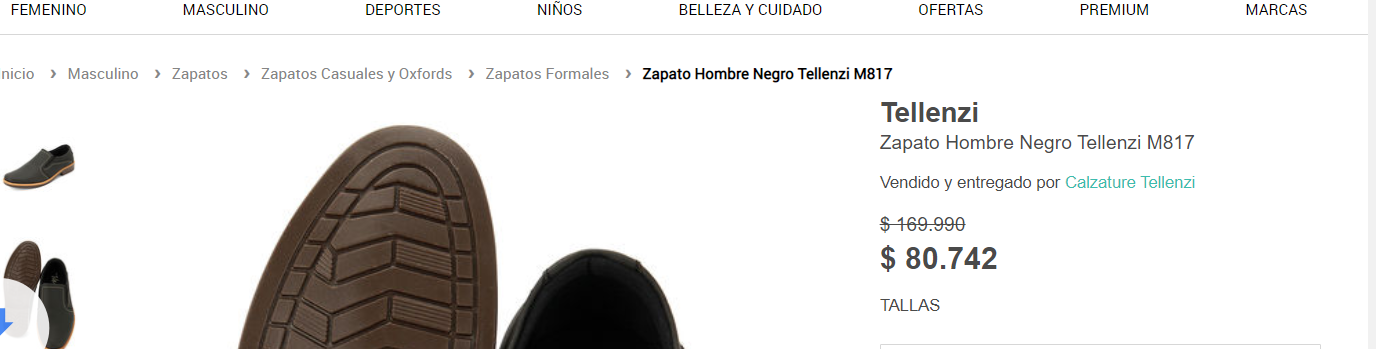 FEMENINO MASCULINO DEPORTES NIÑOS BELLEZA Y CUIDADO OFERTAS PREMIUM MARCAS
nicio › Masculino › Zapatos › Zapatos Casuales y Oxfords › Zapatos Formales › Zapato Hombre Negro Tellenzi M817
Tellenzi
Zapato Hombre Negro Tellenzi M817
Vendido y entregado por Calzature Tellenzi
$ 169.990
$ 80.742
TALLAS